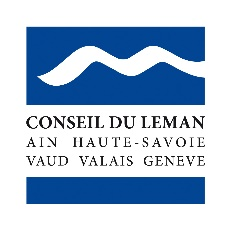 CONSEIL DU LEMAN
AIN HAUTE-SAVOIE
VAUD VALAIS GENEVE